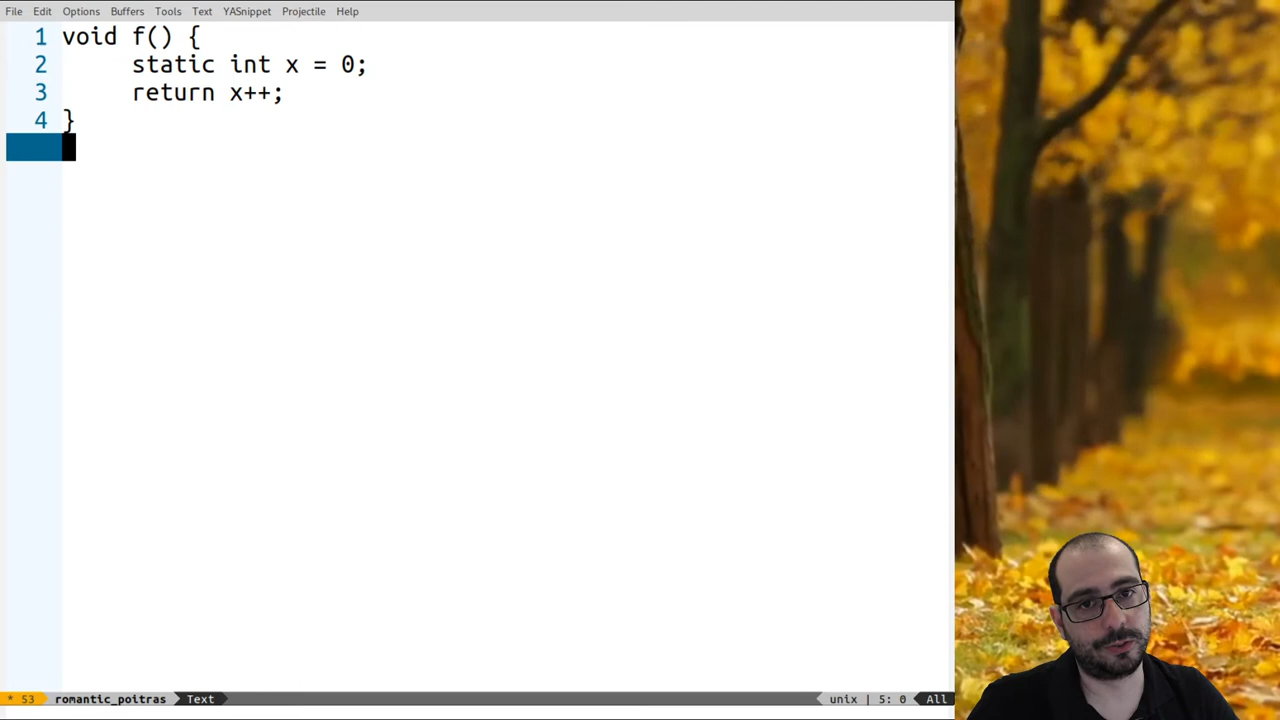 File Edit Options Buffers Tools Text YASnippet Projectile Help
1 void f() {
2 static int x = 0;
3 return x++;
4 }
* 53 romantic_poitras Text unix | 5: 0 All